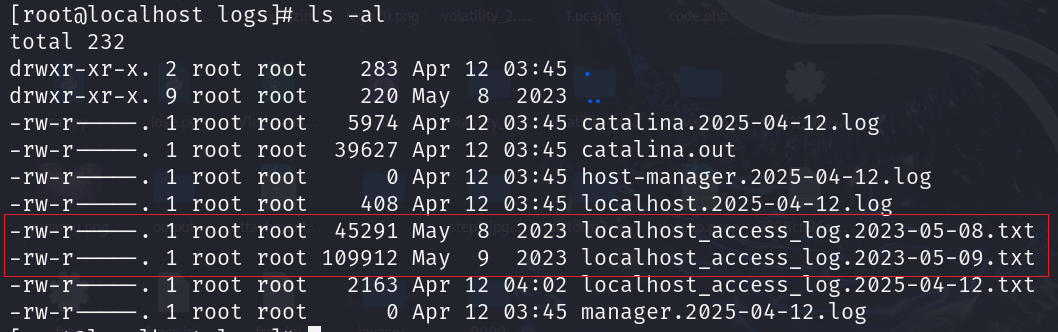 [root@localhost logs]# ls -al
total 232
drwxr-xr-x. 2 root root    283 Apr 12 03:45 .
drwxr-xr-x. 9 root root    220 May  8  2023 ..
-rw-r-----. 1 root root   5974 Apr 12 03:45 catalina.2025-04-12.log
-rw-r-----. 1 root root  39627 Apr 12 03:45 catalina.out
-rw-r-----. 1 root root      0 Apr 12 03:45 host-manager.2025-04-12.log
-rw-r-----. 1 root root    408 Apr 12 03:45 localhost.2025-04-12.log
-rw-r-----. 1 root root  45291 May  8  2023 localhost_access_log.2023-05-08.txt
-rw-r-----. 1 root root 109912 May  9  2023 localhost_access_log.2023-05-09.txt
-rw-r-----. 1 root root   2163 Apr 12 04:02 localhost_access_log.2025-04-12.txt
-rw-r-----. 1 root root      0 Apr 12 03:45 manager.2025-04-12.log